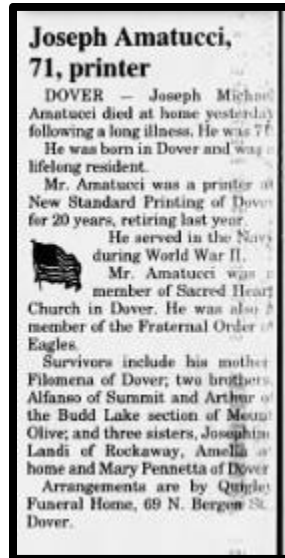 Joseph Amatucci,
71, printer
DOVER — Joseph Michael
Amatucci died at home yesterday
following a long illness. He was 71.
He was born in Dover and was a
lifelong resident.
Mr. Amatucci was a printer at
New Standard Printing of Dover
for 20 years, retiring last year.
He served in the Navy
during World War II.
Mr. Amatucci was a
member of Sacred Heart
Church in Dover. He was also a
member of the Fraternal Order of
Eagles.
Survivors include his mother
Filomena of Dover; two brothers,
Alfanso of Summit and Arthur of
the Budd Lake section of Mount
Olive; and three sisters, Josephine
Landi of Rockaway, Amelia at
home and Mary Pennetta of Dover
Arrangements are by Quigley
Funeral Home, 69 N. Bergen St.
Dover.